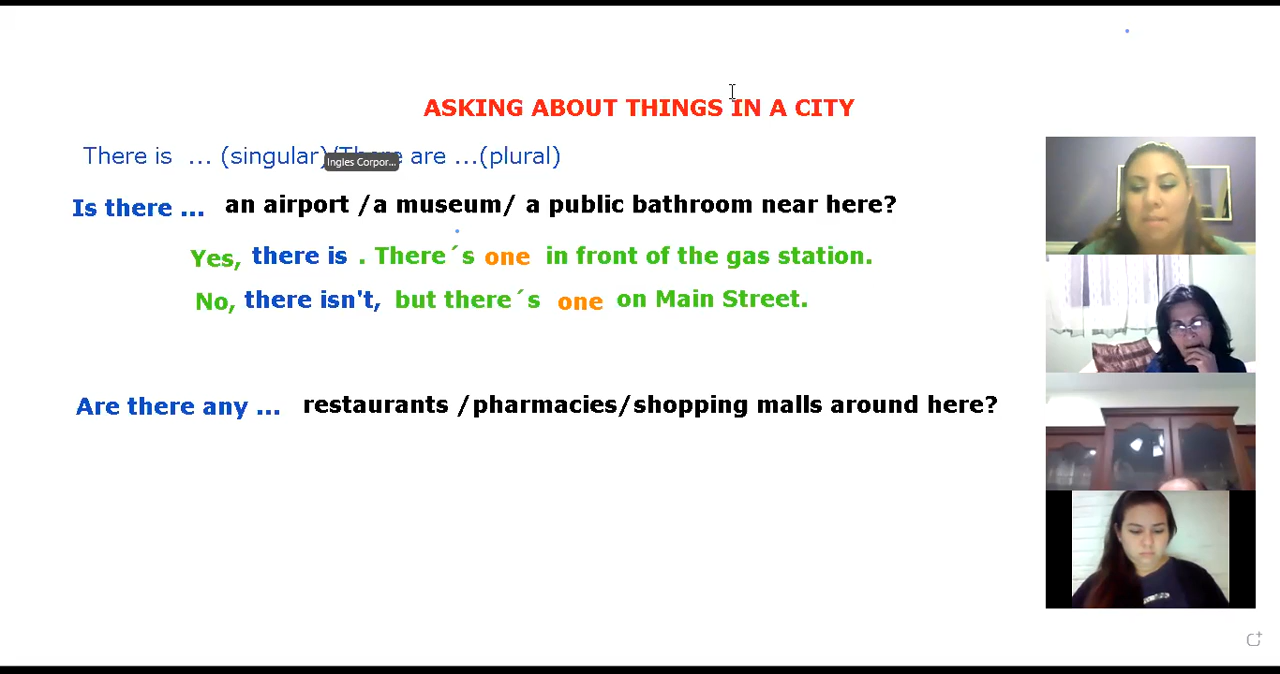 ASKING ABOUT THINGS IN A CITY
There is ... (singular)/There are ...(plural)
Ingles Corpor...
Is there ... an airport /a museum/ a public bathroom near here?
Yes, there is . There´s one in front of the gas station.
No, there isn't, but there´s one on Main Street.
Are there any ... restaurants /pharmacies/shopping malls around here?